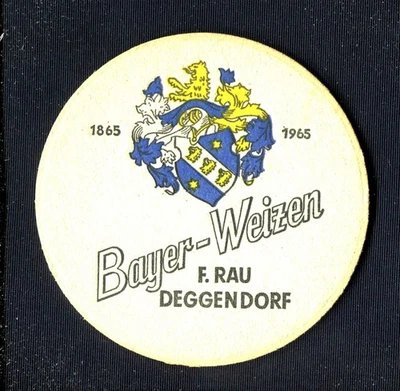 1865 1965
Bayer-Weizen
F. RAU
DEGGENDORF